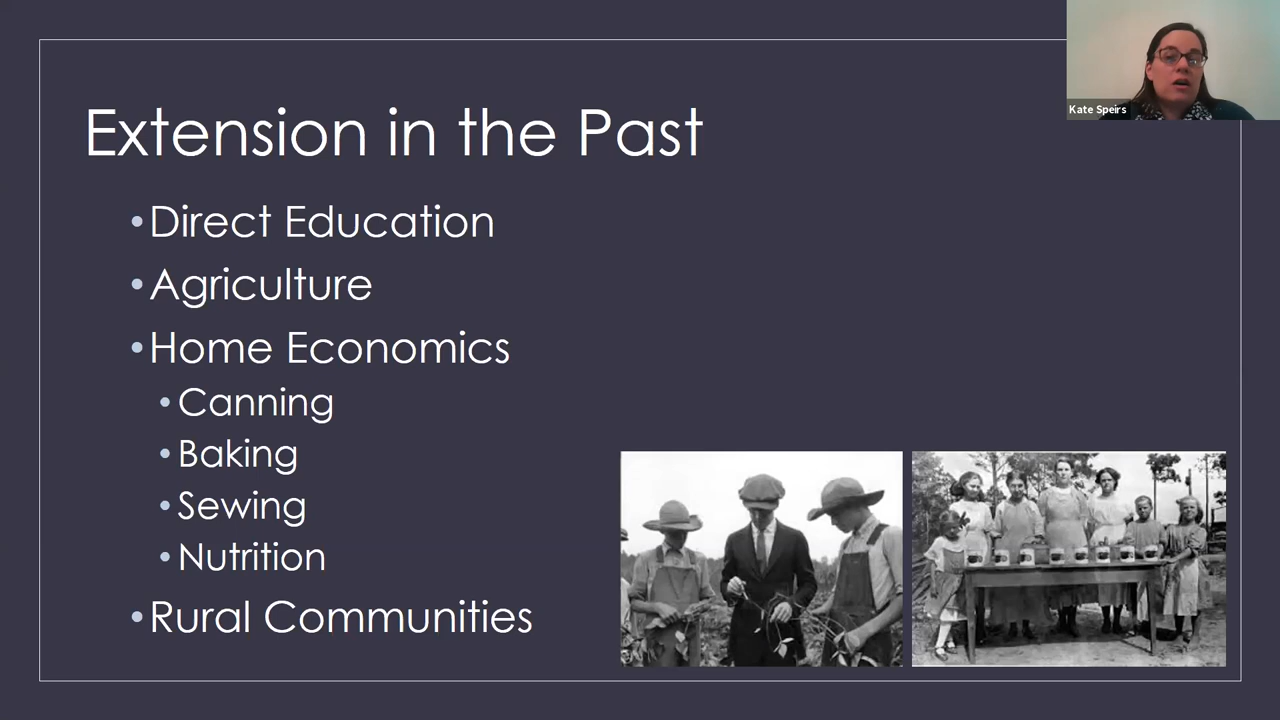 Extension in the Past
•Direct Education
•Agriculture
•Home Economics
•Canning
•Baking
•Sewing
•Nutrition
•Rural Communities
Kate Speirs